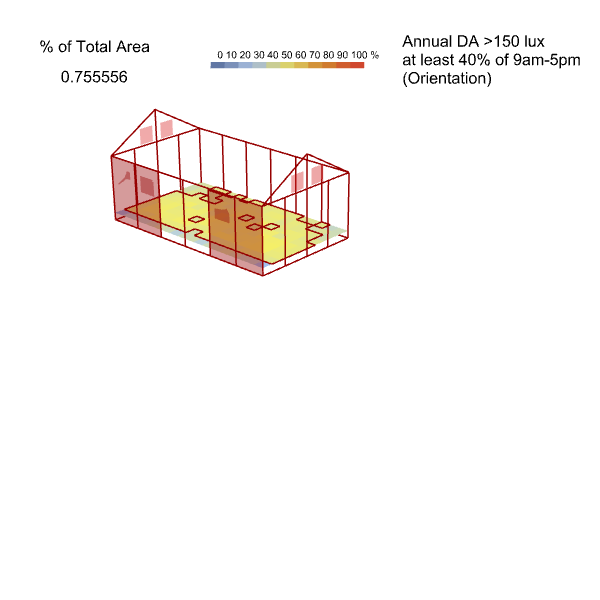 % of Total Area
0.755556
0 10 20 30 40 50 60 70 80 90 100 %
Annual DA >150 lux
at least 40% of 9am-5pm
(Orientation)